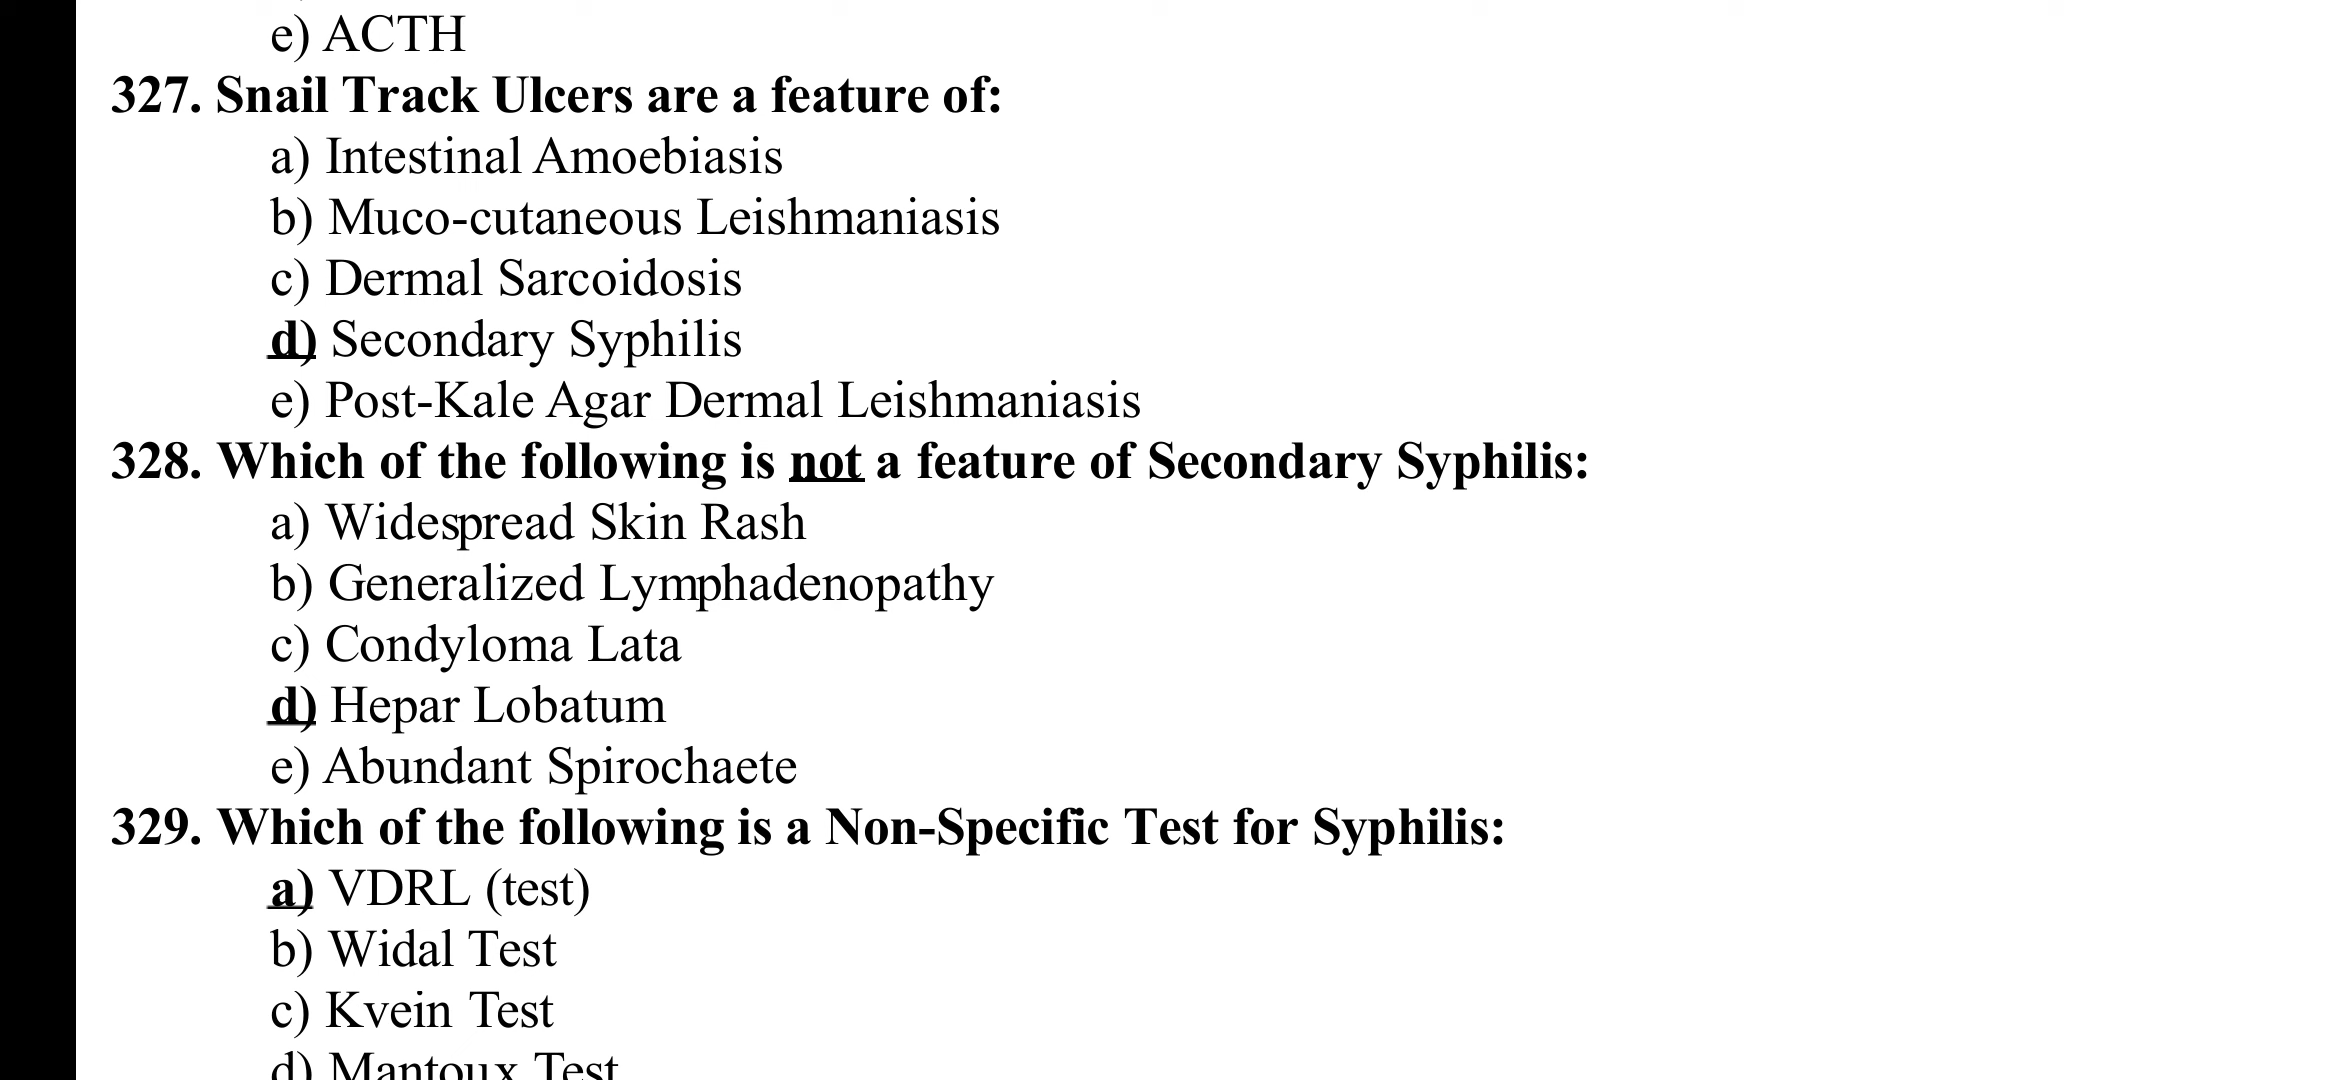 e) ACTH
327. Snail Track Ulcers are a feature of:
a) Intestinal Amoebiasis
b) Muco-cutaneous Leishmaniasis
c) Dermal Sarcoidosis
d) Secondary Syphilis
e) Post-Kale Agar Dermal Leishmaniasis
328. Which of the following is not a feature of Secondary Syphilis:
a) Widespread Skin Rash
b) Generalized Lymphadenopathy
c) Condyloma Lata
d) Hepar Lobatum
e) Abundant Spirochaete
329. Which of the following is a Non-Specific Test for Syphilis:
a) VDRL (test)
b) Widal Test
c) Kvein Test
d) Mantoux Test